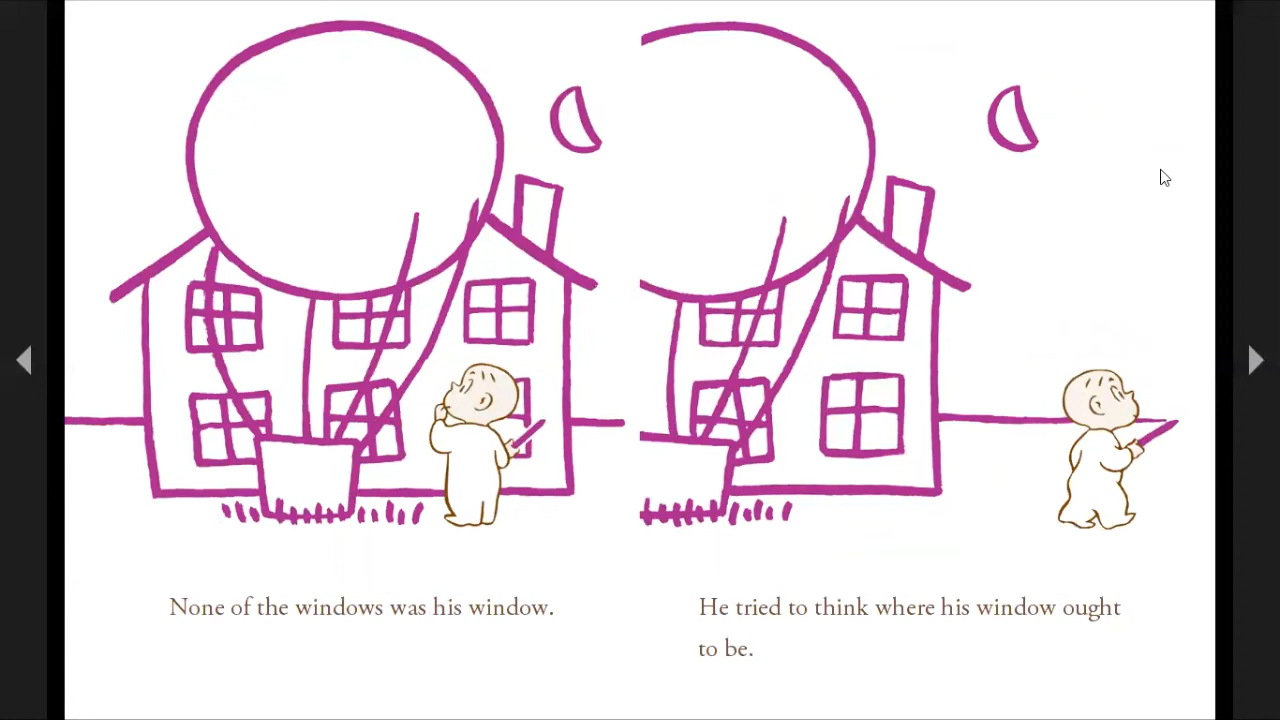 None of the windows was his window.
He tried to think where his window ought
to be.